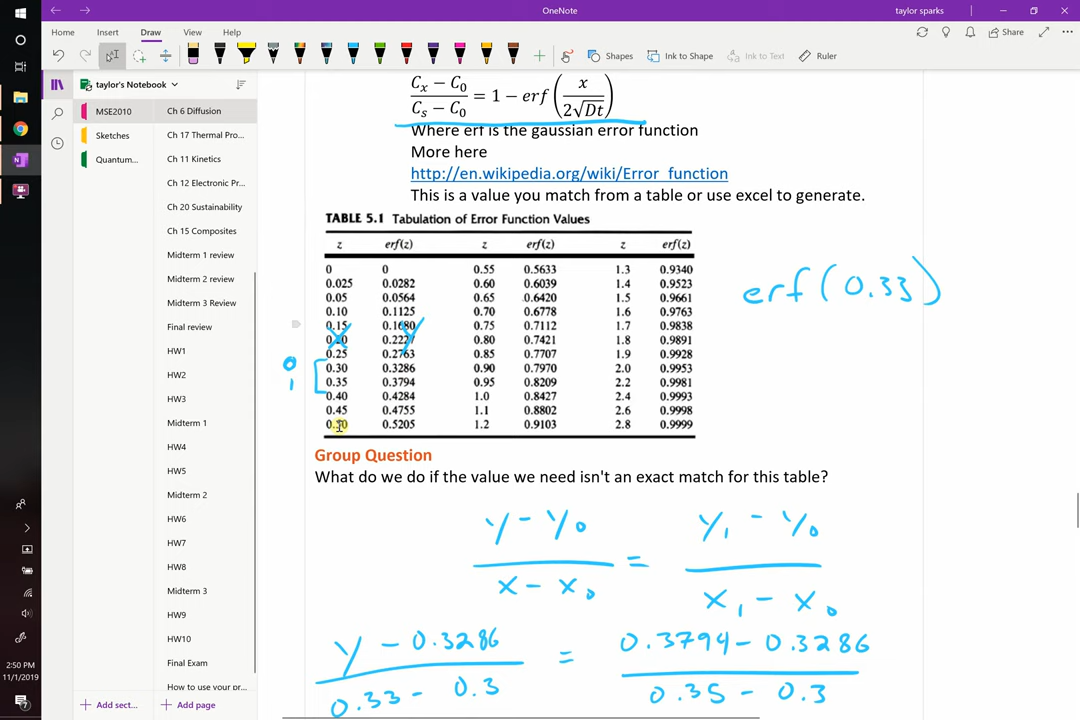 OneNote
taylor sparks
Home Insert Draw View Help
Share
Shapes Ink to Shape Ink to Text Ruler
taylor's Notebook
MSE2010
Sketches
Quantum...
Ch 6 Diffusion
Ch 17 Thermal Pro...
Ch 11 Kinetics
Ch 12 Electronic Pr...
Ch 20 Sustainability
Ch 15 Composites
Midterm 1 review
Midterm 2 review
Midterm 3 Review
Final review
HW1
HW2
HW3
Midterm 1
HW4
HW5
Midterm 2
HW6
HW7
HW8
Midterm 3
HW9
HW10
Final Exam
How to use your pr...
+ Add sect...
+ Add page
2:50 PM
11/1/2019
7
Cx − C0 / Cs − C0 = 1 − erf ( x / 2√Dt )
Where erf is the gaussian error function
More here
http://en.wikipedia.org/wiki/Error_function
This is a value you match from a table or use excel to generate.
TABLE 5.1 Tabulation of Error Function Values
z erf(z) z erf(z) z erf(z)
0 0 0.55 0.5633 1.3 0.9340
0.025 0.0282 0.60 0.6039 1.4 0.9523
0.05 0.0564 0.65 0.6420 1.5 0.9661
0.10 0.1125 0.70 0.6778 1.6 0.9763
0.15 0.1680 0.75 0.7112 1.7 0.9838
0.20 0.2227 0.80 0.7421 1.8 0.9891
0.25 0.2763 0.85 0.7707 1.9 0.9928
0.30 0.3286 0.90 0.7970 2.0 0.9953
0.35 0.3794 0.95 0.8209 2.2 0.9981
0.40 0.4284 1.0 0.8427 2.4 0.9993
0.45 0.4755 1.1 0.8802 2.6 0.9998
0.50 0.5205 1.2 0.9103 2.8 0.9999
X Y
0
1
erf(0.33)
Group Question
What do we do if the value we need isn't an exact match for this table?
y − y0 / x − x0 = y1 − y0 / x1 − x0
y − 0.3286 / 0.33 − 0.3 = 0.3794 − 0.3286 / 0.35 − 0.3